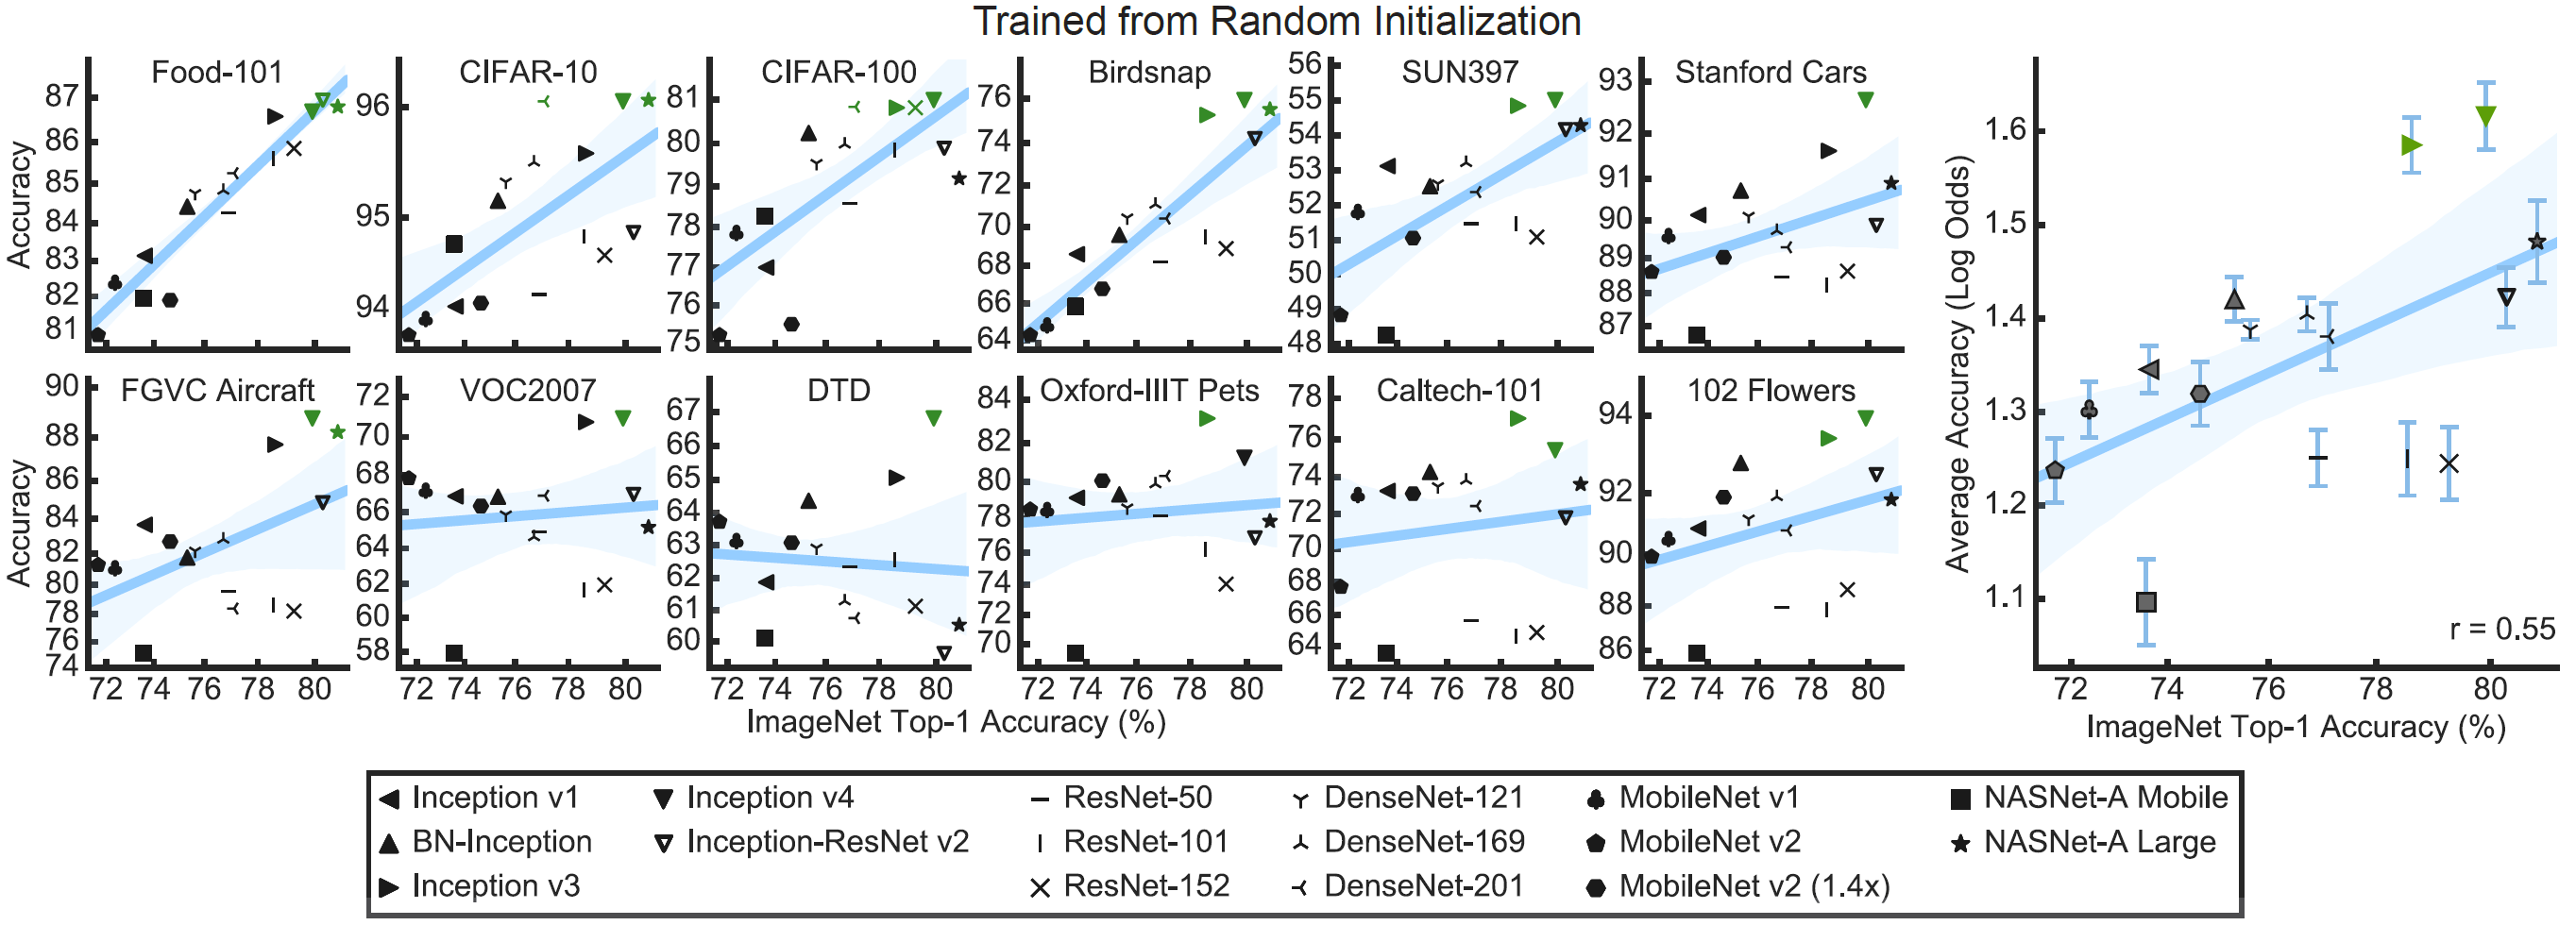 Trained from Random Initialization
Food-101
CIFAR-10
CIFAR-100
Birdsnap
SUN397
Stanford Cars
Accuracy
87
86
85
84
83
82
81
96
95
94
81
80
79
78
77
76
75
76
74
72
70
68
66
64
56
55
54
53
52
51
50
49
48
93
92
91
90
89
88
87
FGVC Aircraft
VOC2007
DTD
Oxford-IIIT Pets
Caltech-101
102 Flowers
Accuracy
90
88
86
84
82
80
78
76
74
72
70
68
66
64
62
60
58
67
66
65
64
63
62
61
60
84
82
80
78
76
74
72
70
78
76
74
72
70
68
66
64
94
92
90
88
86
72 74 76 78 80
72 74 76 78 80
72 74 76 78 80
72 74 76 78 80
72 74 76 78 80
72 74 76 78 80
ImageNet Top-1 Accuracy (%)
Average Accuracy (Log Odds)
1.6
1.5
1.4
1.3
1.2
1.1
r = 0.55
72 74 76 78 80
ImageNet Top-1 Accuracy (%)
Inception v1
BN-Inception
Inception v3
Inception v4
Inception-ResNet v2
ResNet-50
ResNet-101
ResNet-152
DenseNet-121
DenseNet-169
DenseNet-201
MobileNet v1
MobileNet v2
MobileNet v2 (1.4x)
NASNet-A Mobile
NASNet-A Large